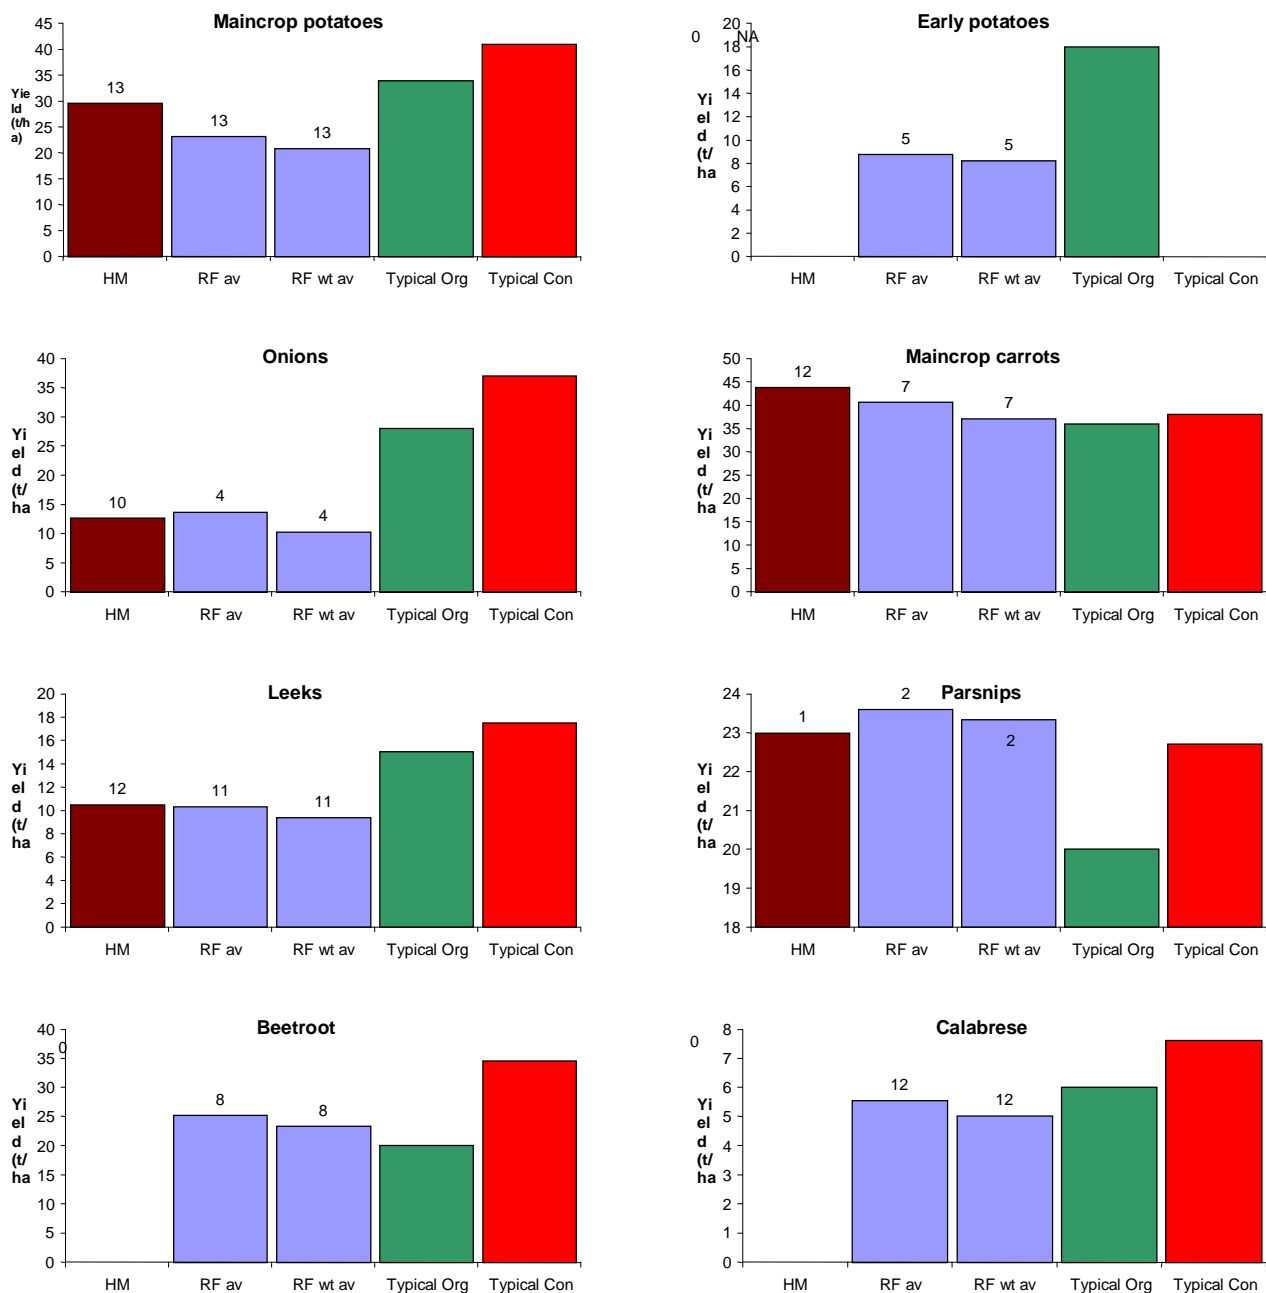 Maincrop potatoes
45
40
35
30
25
20
15
10
5
0
Yie
ld
(t/h
a)
13
13
13
HM RF av RF wt av Typical Org Typical Con
Early potatoes
0 NA
20
18
16
14
12
10
8
6
4
2
0
Yi
el
d
(t/
ha
5
5
HM RF av RF wt av Typical Org Typical Con
Onions
40
35
30
25
20
15
10
5
0
Yi
el
d
(t/
ha
10
4
4
HM RF av RF wt av Typical Org Typical Con
Maincrop carrots
50
45
40
35
30
25
20
15
10
5
0
Yi
el
d
(t/
ha
12
7
7
HM RF av RF wt av Typical Org Typical Con
Leeks
20
18
16
14
12
10
8
6
4
2
0
Yi
el
d
(t/
ha
12
11
11
HM RF av RF wt av Typical Org Typical Con
Parsnips
24
23
22
21
20
19
18
Yi
el
d
(t/
ha
1
2
2
HM RF av RF wt av Typical Org Typical Con
Beetroot
0
40
35
30
25
20
15
10
5
0
Yi
el
d
(t/
ha
8
8
HM RF av RF wt av Typical Org Typical Con
Calabrese
0
8
7
6
5
4
3
2
1
0
Yi
el
d
(t/
ha
12
12
HM RF av RF wt av Typical Org Typical Con